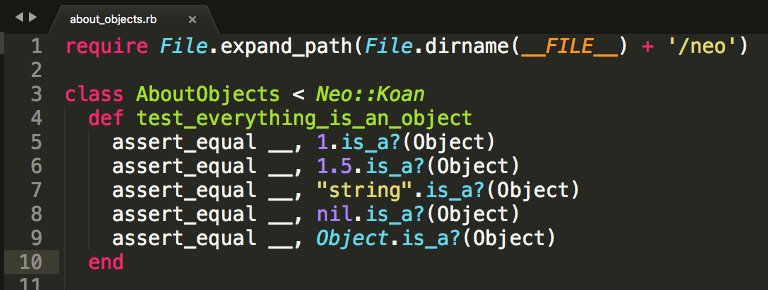 about_objects.rb ×
1 require File.expand_path(File.dirname(__FILE__) + '/neo')
2
3 class AboutObjects < Neo::Koan
4   def test_everything_is_an_object
5     assert_equal __, 1.is_a?(Object)
6     assert_equal __, 1.5.is_a?(Object)
7     assert_equal __, "string".is_a?(Object)
8     assert_equal __, nil.is_a?(Object)
9     assert_equal __, Object.is_a?(Object)
10   end
11